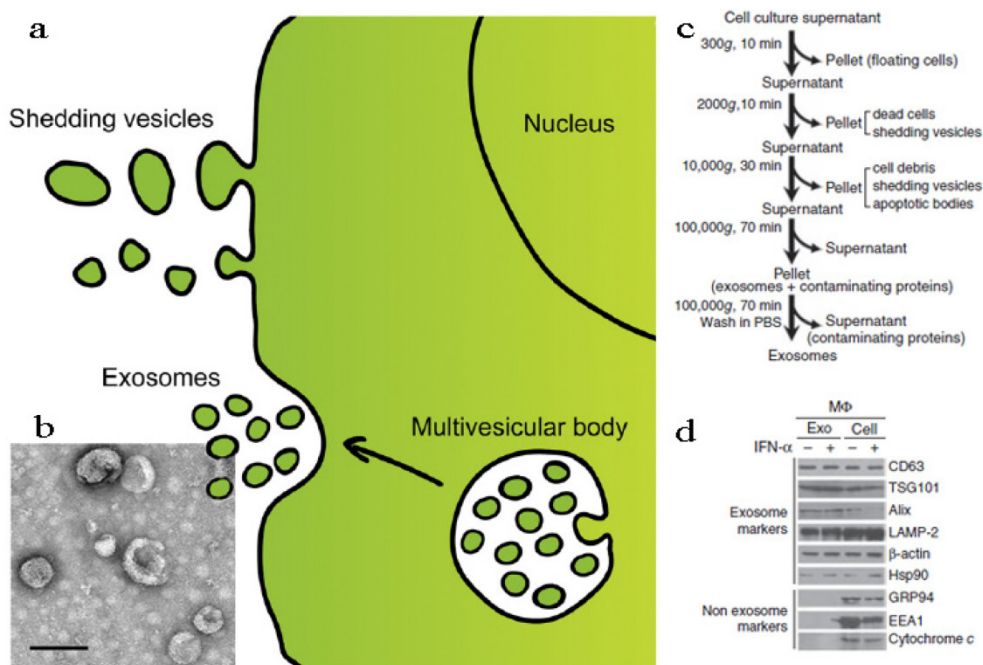 a
Shedding vesicles
Nucleus
Exosomes
Multivesicular body
b
c
Cell culture supernatant
300g, 10 min
Pellet (floating cells)
Supernatant
2000g,10 min
Pellet
dead cells
shedding vesicles
Supernatant
10,000g, 30 min
Pellet
cell debris
shedding vesicles
apoptotic bodies
Supernatant
100,000g, 70 min
Supernatant
Pellet
(exosomes + contaminating proteins)
100,000g, 70 min
Wash in PBS
Supernatant
(contaminating proteins)
Exosomes
d
MΦ
Exo Cell
IFN-α − + − +
Exosome
markers
CD63
TSG101
Alix
LAMP-2
β-actin
Hsp90
Non exosome
markers
GRP94
EEA1
Cytochrome c